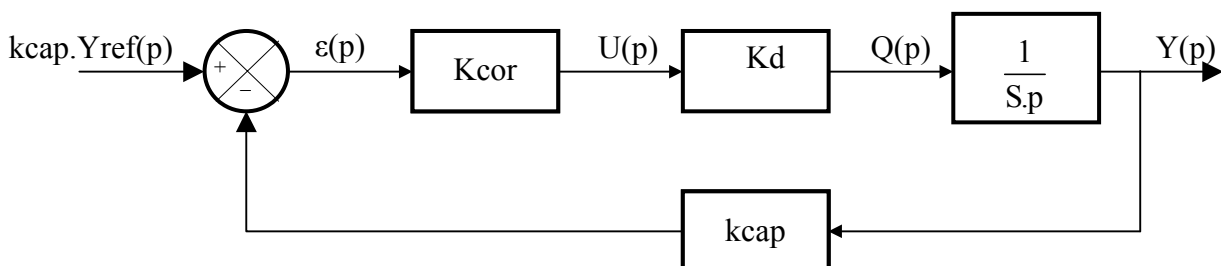 kcap.Yref(p)
+
−
ε(p)
Kcor
U(p)
Kd
Q(p)
1
S.p
Y(p)
kcap